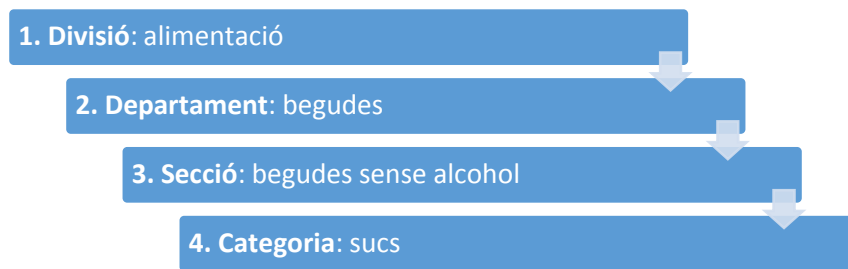 1. Divisió: alimentació
2. Departament: begudes
3. Secció: begudes sense alcohol
4. Categoria: sucs